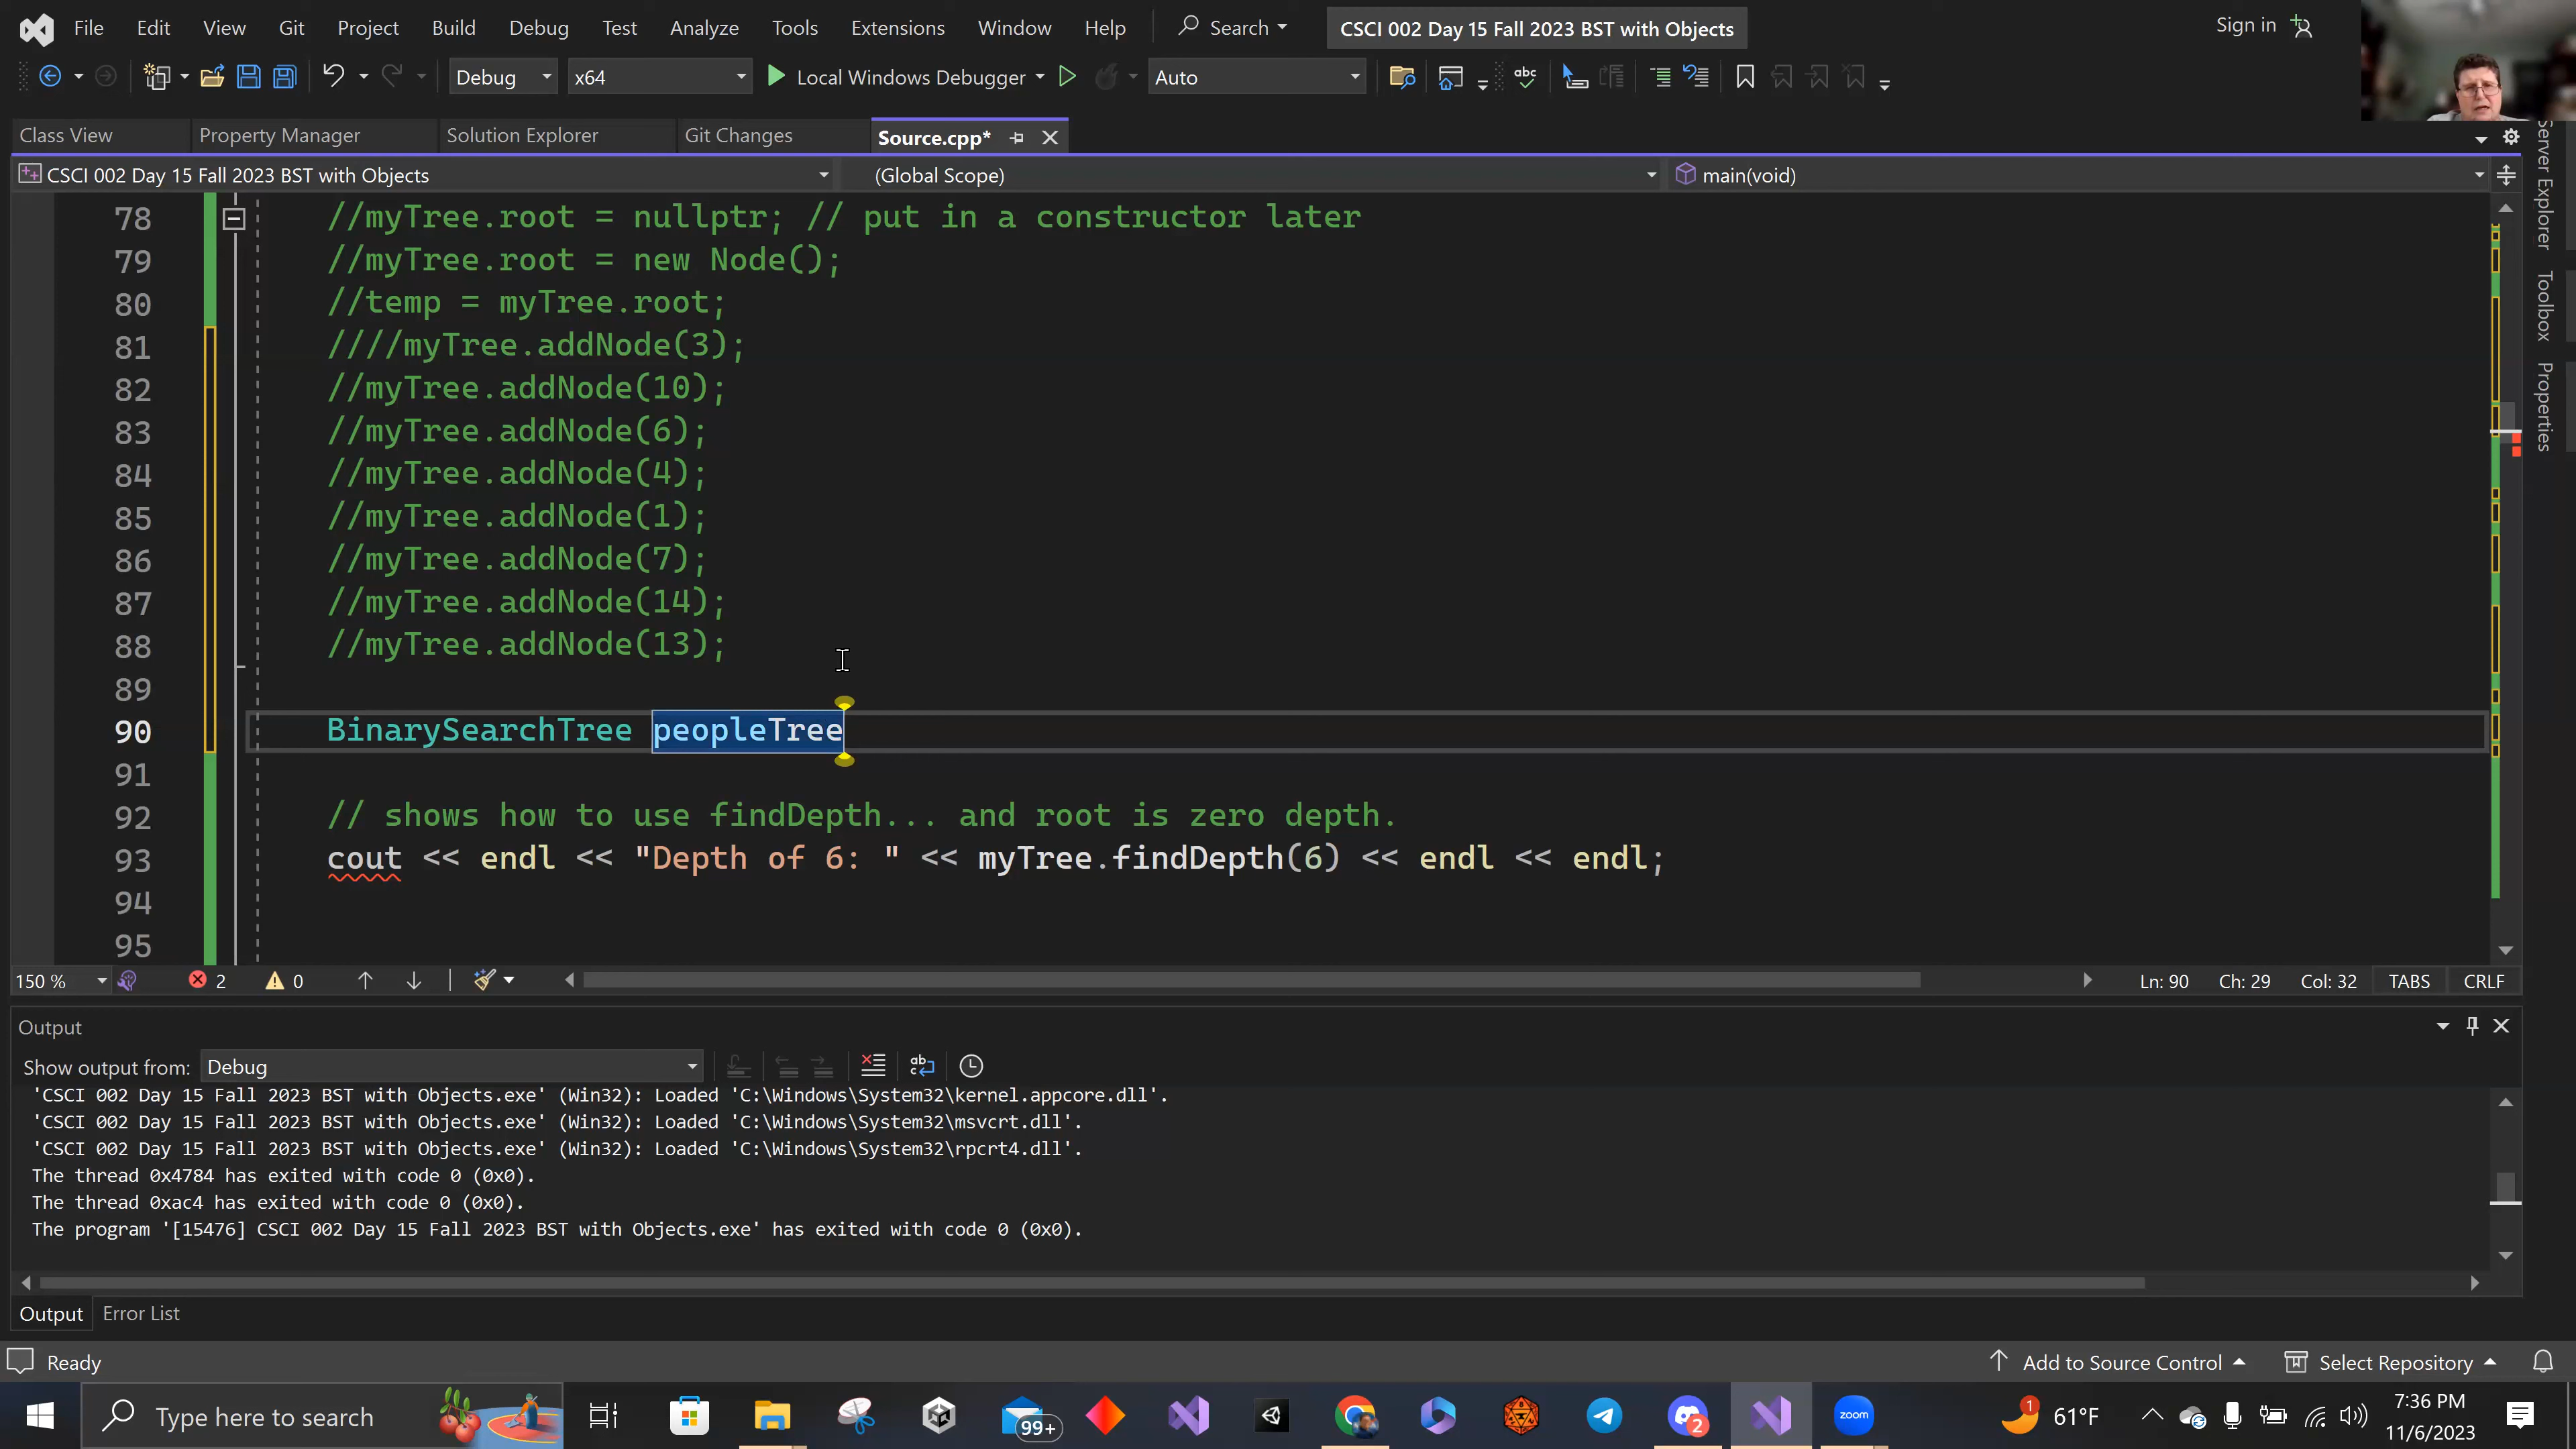 File Edit View Git Project Build Debug Test Analyze Tools Extensions Window Help Search CSCI 002 Day 15 Fall 2023 BST with Objects Sign in
Debug x64 Local Windows Debugger Auto
Class View Property Manager Solution Explorer Git Changes Source.cpp*
CSCI 002 Day 15 Fall 2023 BST with Objects (Global Scope) main(void)
78 //myTree.root = nullptr; // put in a constructor later
79 //myTree.root = new Node();
80 //temp = myTree.root;
81 ////myTree.addNode(3);
82 //myTree.addNode(10);
83 //myTree.addNode(6);
84 //myTree.addNode(4);
85 //myTree.addNode(1);
86 //myTree.addNode(7);
87 //myTree.addNode(14);
88 //myTree.addNode(13);
89
90 BinarySearchTree peopleTree
91
92 // shows how to use findDepth... and root is zero depth.
93 cout << endl << "Depth of 6: " << myTree.findDepth(6) << endl << endl;
94
95
Server Explorer
Toolbox
Properties
150 % 2 0 Ln: 90 Ch: 29 Col: 32 TABS CRLF
Output
Show output from: Debug
'CSCI 002 Day 15 Fall 2023 BST with Objects.exe' (Win32): Loaded 'C:\Windows\System32\kernel.appcore.dll'.
'CSCI 002 Day 15 Fall 2023 BST with Objects.exe' (Win32): Loaded 'C:\Windows\System32\msvcrt.dll'.
'CSCI 002 Day 15 Fall 2023 BST with Objects.exe' (Win32): Loaded 'C:\Windows\System32\rpcrt4.dll'.
The thread 0x4784 has exited with code 0 (0x0).
The thread 0xac4 has exited with code 0 (0x0).
The program '[15476] CSCI 002 Day 15 Fall 2023 BST with Objects.exe' has exited with code 0 (0x0).
Output Error List
Ready Add to Source Control Select Repository
Type here to search 99+ 2 zoom 1 61°F 7:36 PM
11/6/2023